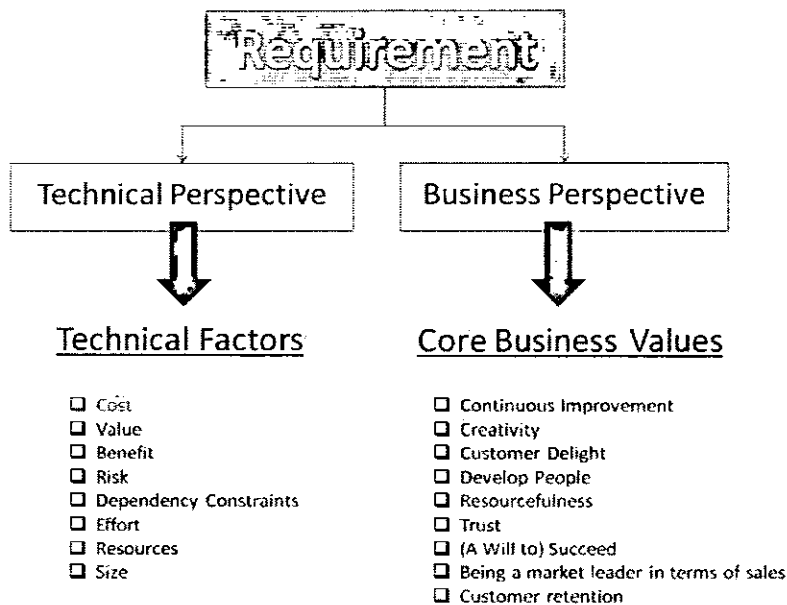 Requirement
Technical Perspective
Business Perspective
Technical Factors
Cost
Value
Benefit
Risk
Dependency Constraints
Effort
Resources
Size
Core Business Values
Continuous Improvement
Creativity
Customer Delight
Develop People
Resourcefulness
Trust
(A Will to) Succeed
Being a market leader in terms of sales
Customer retention